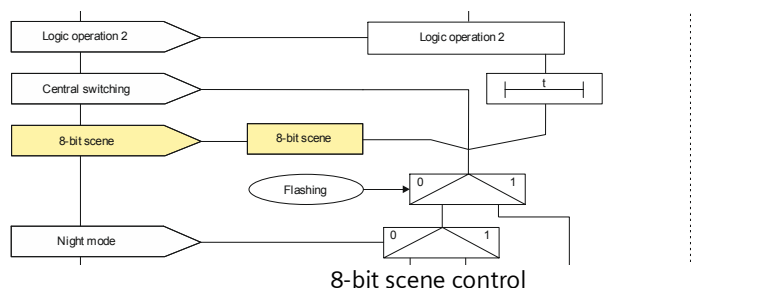 Logic operation 2
Logic operation 2
t
Central switching
8-bit scene
8-bit scene
0 1
Flashing
0 1
Night mode
8-bit scene control